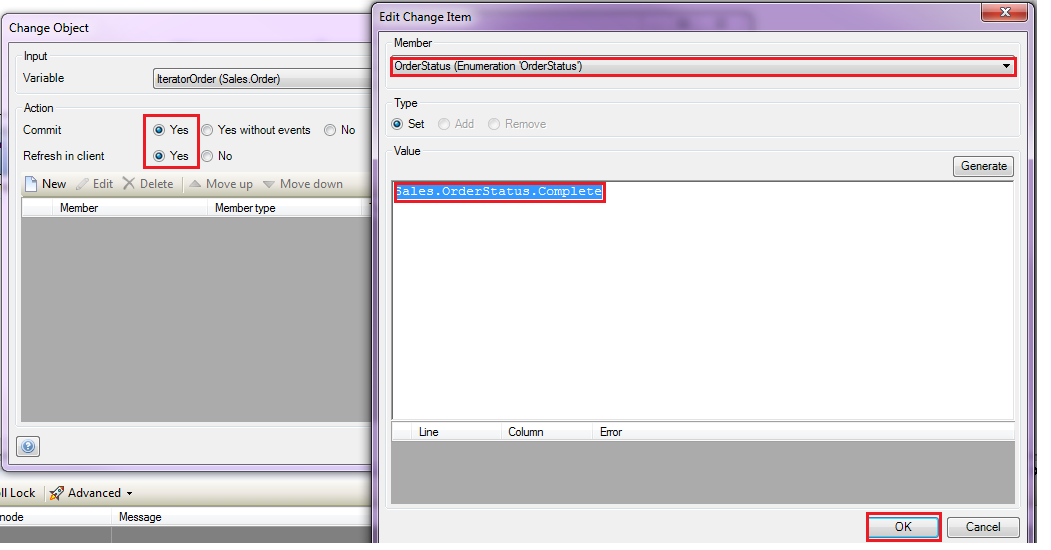 Change Object
Input
Variable
IteratorOrder (Sales.Order)
Action
Commit
Yes
Yes without events
No
Refresh in client
Yes
No
New
Edit
Delete
Move up
Move down
Member
Member type
ll Lock
Advanced
node
Message
Edit Change Item
Member
OrderStatus (Enumeration 'OrderStatus')
Type
Set
Add
Remove
Value
Generate
Sales.OrderStatus.Complete
Line
Column
Error
OK
Cancel